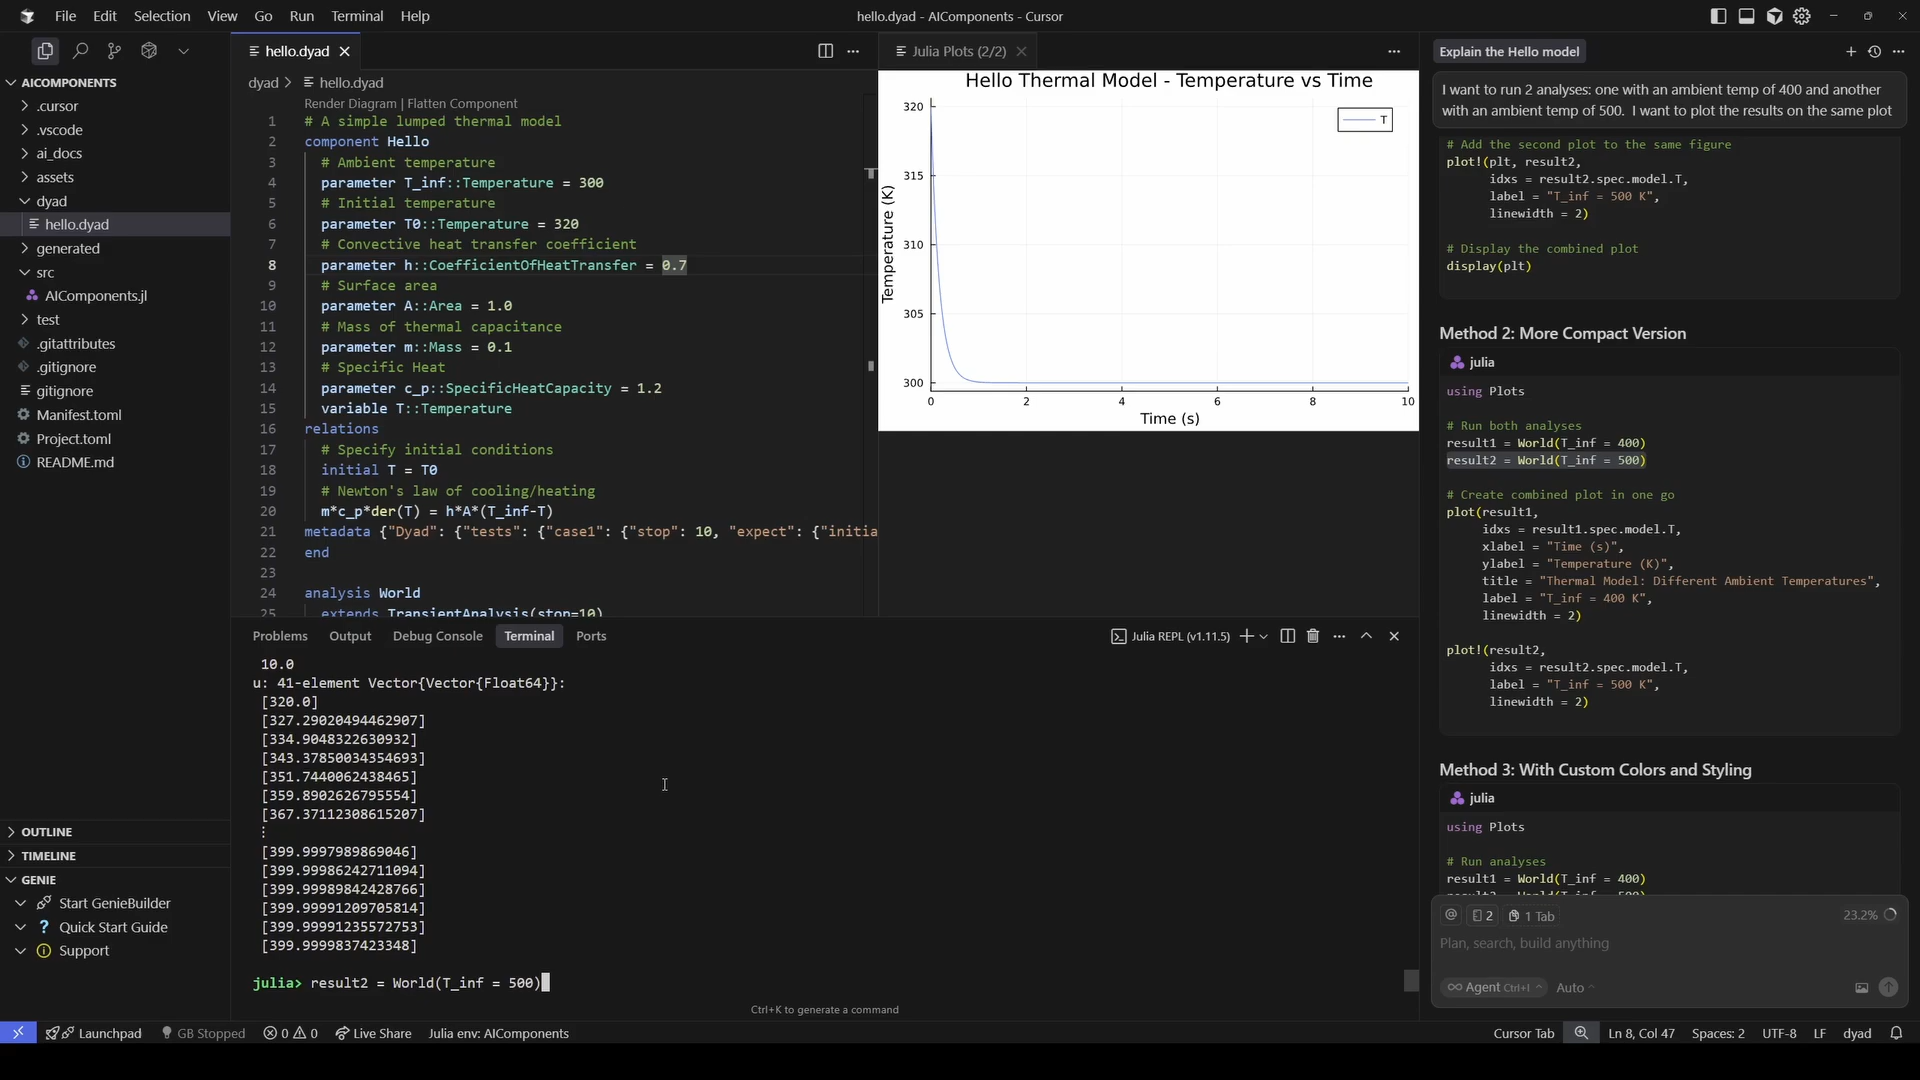 File Edit Selection View Go Run Terminal Help
hello.dyad - AIComponents - Cursor
AICOMPONENTS
.cursor
.vscode
ai_docs
assets
dyad
hello.dyad
generated
src
AIComponents.jl
test
.gitattributes
.gitignore
gitignore
Manifest.toml
Project.toml
README.md
OUTLINE
TIMELINE
GENIE
Start GenieBuilder
Quick Start Guide
Support
hello.dyad
dyad > hello.dyad
Render Diagram | Flatten Component
1 # A simple lumped thermal model
2 component Hello
3 # Ambient temperature
4 parameter T_inf::Temperature = 300
5 # Initial temperature
6 parameter T0::Temperature = 320
7 # Convective heat transfer coefficient
8 parameter h::CoefficientOfHeatTransfer = 0.7
9 # Surface area
10 parameter A::Area = 1.0
11 # Mass of thermal capacitance
12 parameter m::Mass = 0.1
13 # Specific Heat
14 parameter c_p::SpecificHeatCapacity = 1.2
15 variable T::Temperature
16 relations
17 # Specify initial conditions
18 initial T = T0
19 # Newton's law of cooling/heating
20 m*c_p*der(T) = h*A*(T_inf-T)
21 metadata {"Dyad": {"tests": {"case1": {"stop": 10, "expect": {"initia
22 end
23
24 analysis World
25 extends TransientAnalysis(stop=10)
Julia Plots (2/2)
Hello Thermal Model - Temperature vs Time
T
Temperature (K)
320
315
310
305
300
0 2 4 6 8 10
Time (s)
Problems Output Debug Console Terminal Ports
Julia REPL (v1.11.5)
10.0
u: 41-element Vector{Vector{Float64}}:
[320.0]
[327.29020494462907]
[334.9048322630932]
[343.37850034354693]
[351.7440062438465]
[359.8902626795554]
[367.37112308615207]
⋮
[399.9997989869046]
[399.99986242711094]
[399.99989842428766]
[399.99991209705814]
[399.99991235572753]
[399.9999837423348]
julia> result2 = World(T_inf = 500)
Ctrl+K to generate a command
Explain the Hello model
I want to run 2 analyses: one with an ambient temp of 400 and another
with an ambient temp of 500. I want to plot the results on the same plot
# Add the second plot to the same figure
plot!(plt, result2,
idxs = result2.spec.model.T,
label = "T_inf = 500 K",
linewidth = 2)
# Display the combined plot
display(plt)
Method 2: More Compact Version
julia
using Plots
# Run both analyses
result1 = World(T_inf = 400)
result2 = World(T_inf = 500)
# Create combined plot in one go
plot(result1,
idxs = result1.spec.model.T,
xlabel = "Time (s)",
ylabel = "Temperature (K)",
title = "Thermal Model: Different Ambient Temperatures",
label = "T_inf = 400 K",
linewidth = 2)
plot!(result2,
idxs = result2.spec.model.T,
label = "T_inf = 500 K",
linewidth = 2)
Method 3: With Custom Colors and Styling
julia
using Plots
# Run analyses
result1 = World(T_inf = 400)
result2 = World(T_inf = 500)
@ 2 1 Tab 23.2%
Plan, search, build anything
Agent Ctrl+I Auto
Launchpad GB Stopped 0 0 Live Share Julia env: AIComponents
Cursor Tab Ln 8, Col 47 Spaces: 2 UTF-8 LF dyad